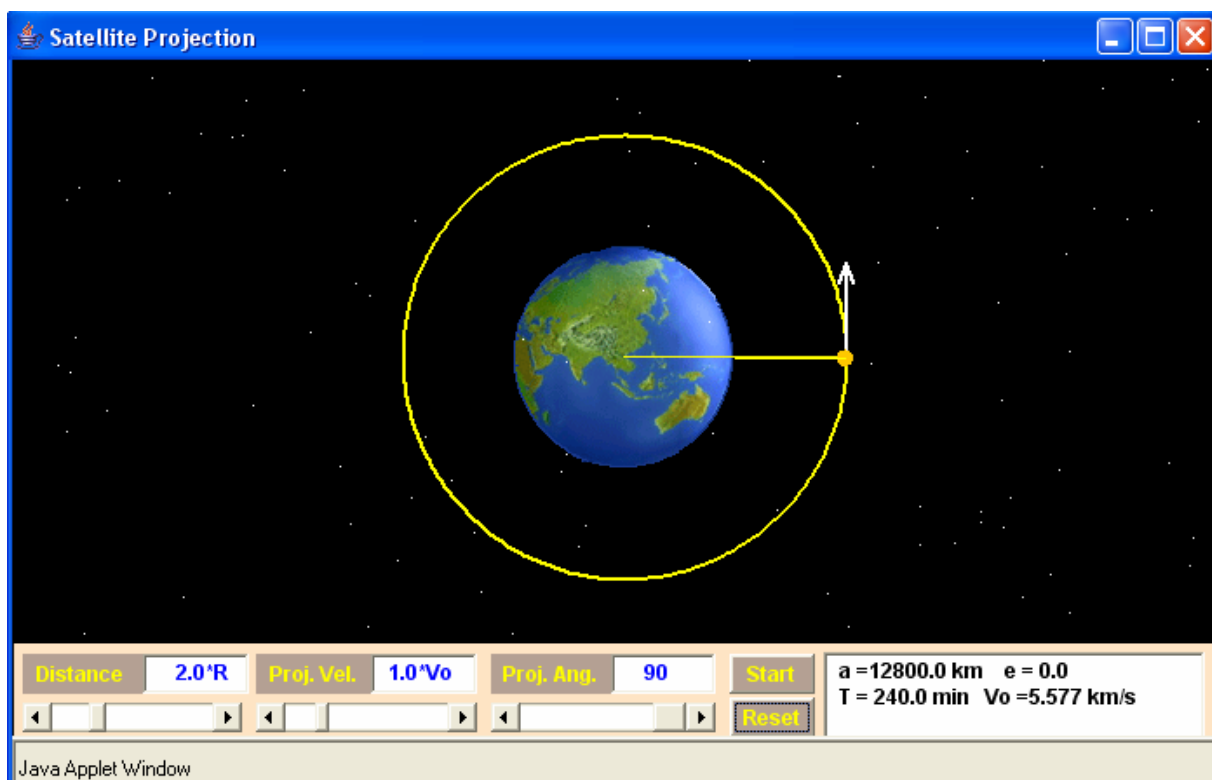 Satellite Projection
Distance 2.0*R Proj. Vel. 1.0*Vo Proj. Ang. 90 Start
Reset
a =12800.0 km e = 0.0
T = 240.0 min Vo =5.577 km/s
Java Applet Window